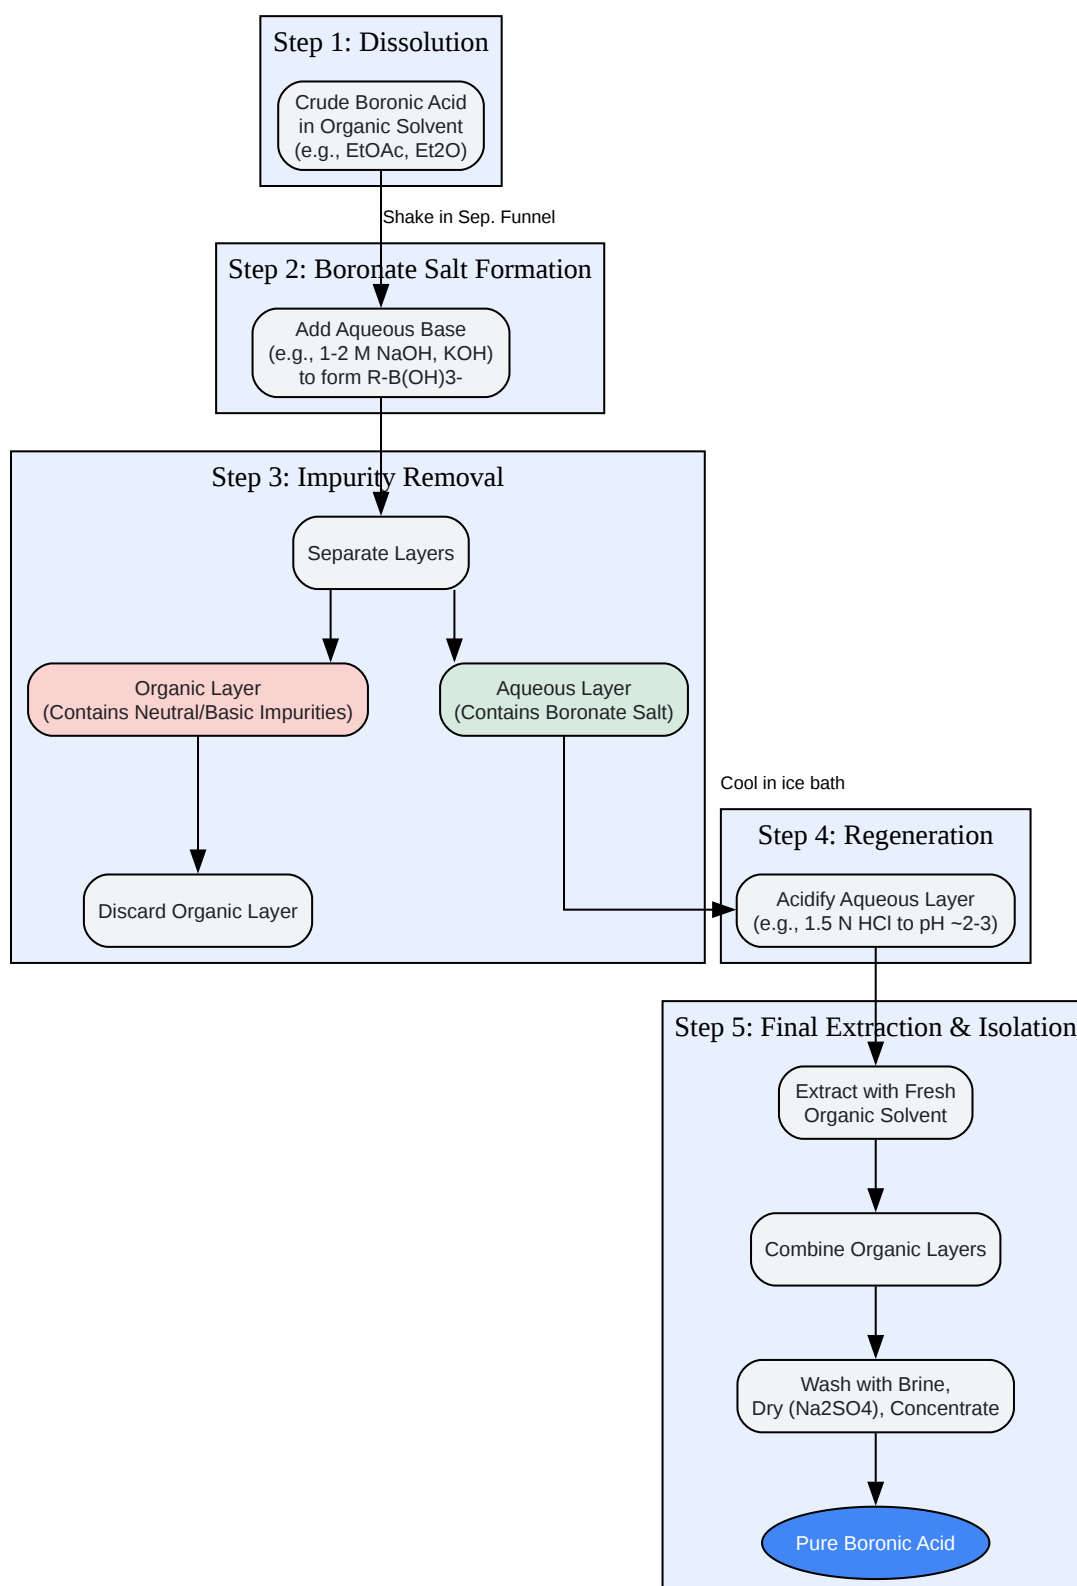 Step 1: Dissolution
Crude Boronic Acid
in Organic Solvent
(e.g., EtOAc, Et2O)
Shake in Sep. Funnel
Step 2: Boronate Salt Formation
Add Aqueous Base
(e.g., 1-2 M NaOH, KOH)
to form R-B(OH)3-
Step 3: Impurity Removal
Separate Layers
Organic Layer
(Contains Neutral/Basic Impurities)
Aqueous Layer
(Contains Boronate Salt)
Discard Organic Layer
Cool in ice bath
Step 4: Regeneration
Acidify Aqueous Layer
(e.g., 1.5 N HCl to pH ~2-3)
Step 5: Final Extraction & Isolation
Extract with Fresh
Organic Solvent
Combine Organic Layers
Wash with Brine,
Dry (Na2SO4), Concentrate
Pure Boronic Acid